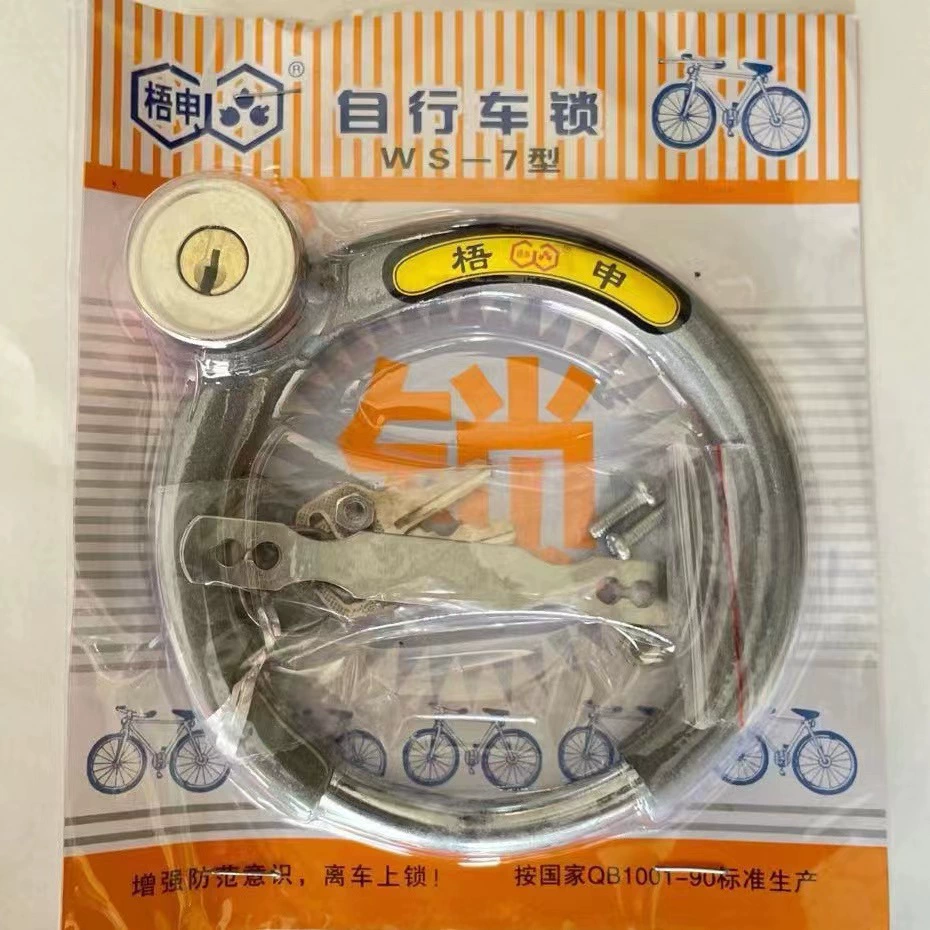 梧申 ®
自行车锁
WS—7型
梧 申
锁
增强防范意识，离车上锁！
按国家QB1001-90标准生产